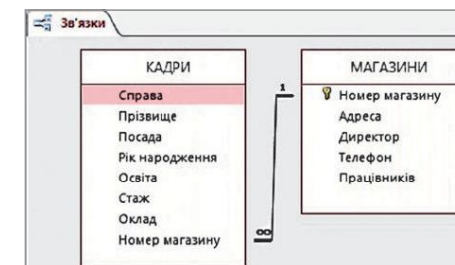 Зв'язки
КАДРИ
Справа
Прізвище
Посада
Рік народження
Освіта
Стаж
Оклад
Номер магазину
1
∞
МАГАЗИНИ
Номер магазину
Адреса
Директор
Телефон
Працівників